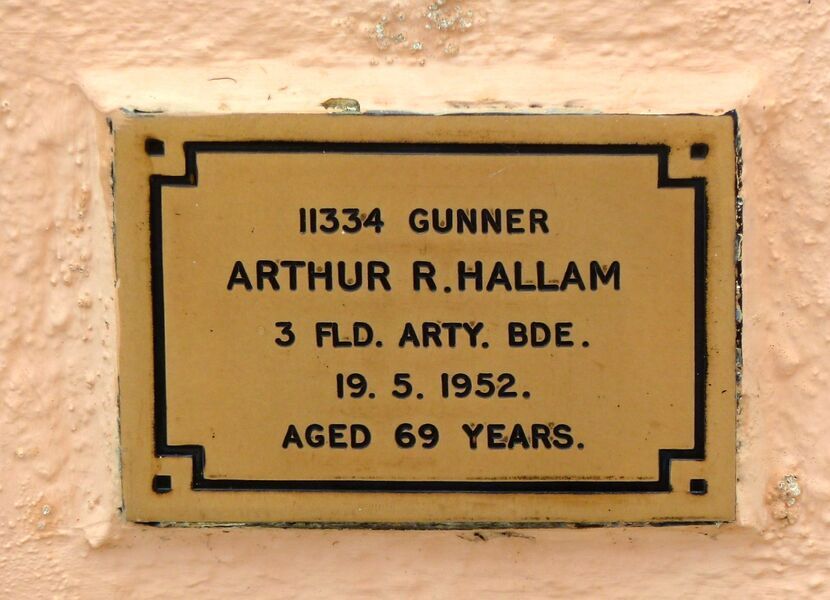 11334 GUNNER
ARTHUR R. HALLAM
3 FLD. ARTY. BDE.
19. 5. 1952.
AGED 69 YEARS.